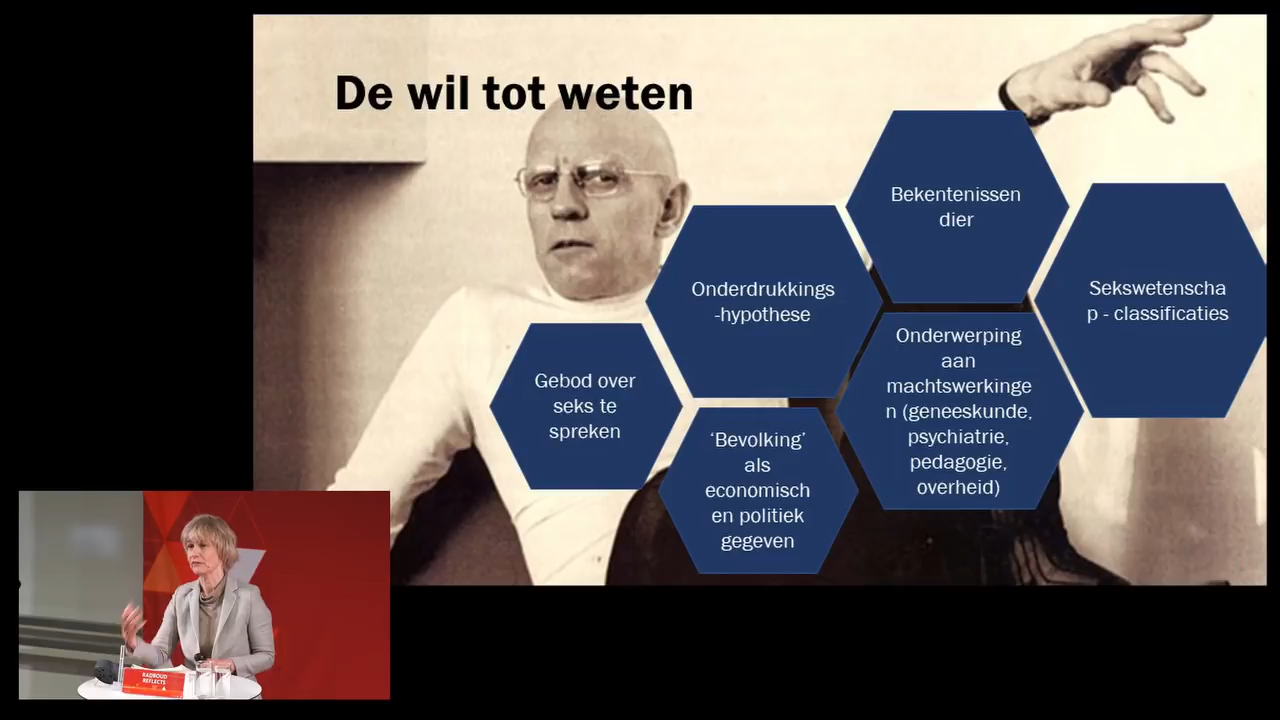 De wil tot weten
Bekentenissen
dier
Onderdrukkings
-hypothese
Sekswetenscha
p - classificaties
Gebod over
seks te
spreken
Onderwerping
aan
machtswerkinge
n (geneeskunde,
psychiatrie,
pedagogie,
overheid)
‘Bevolking’
als
economisch
en politiek
gegeven
RADBOUD
REFLECTS